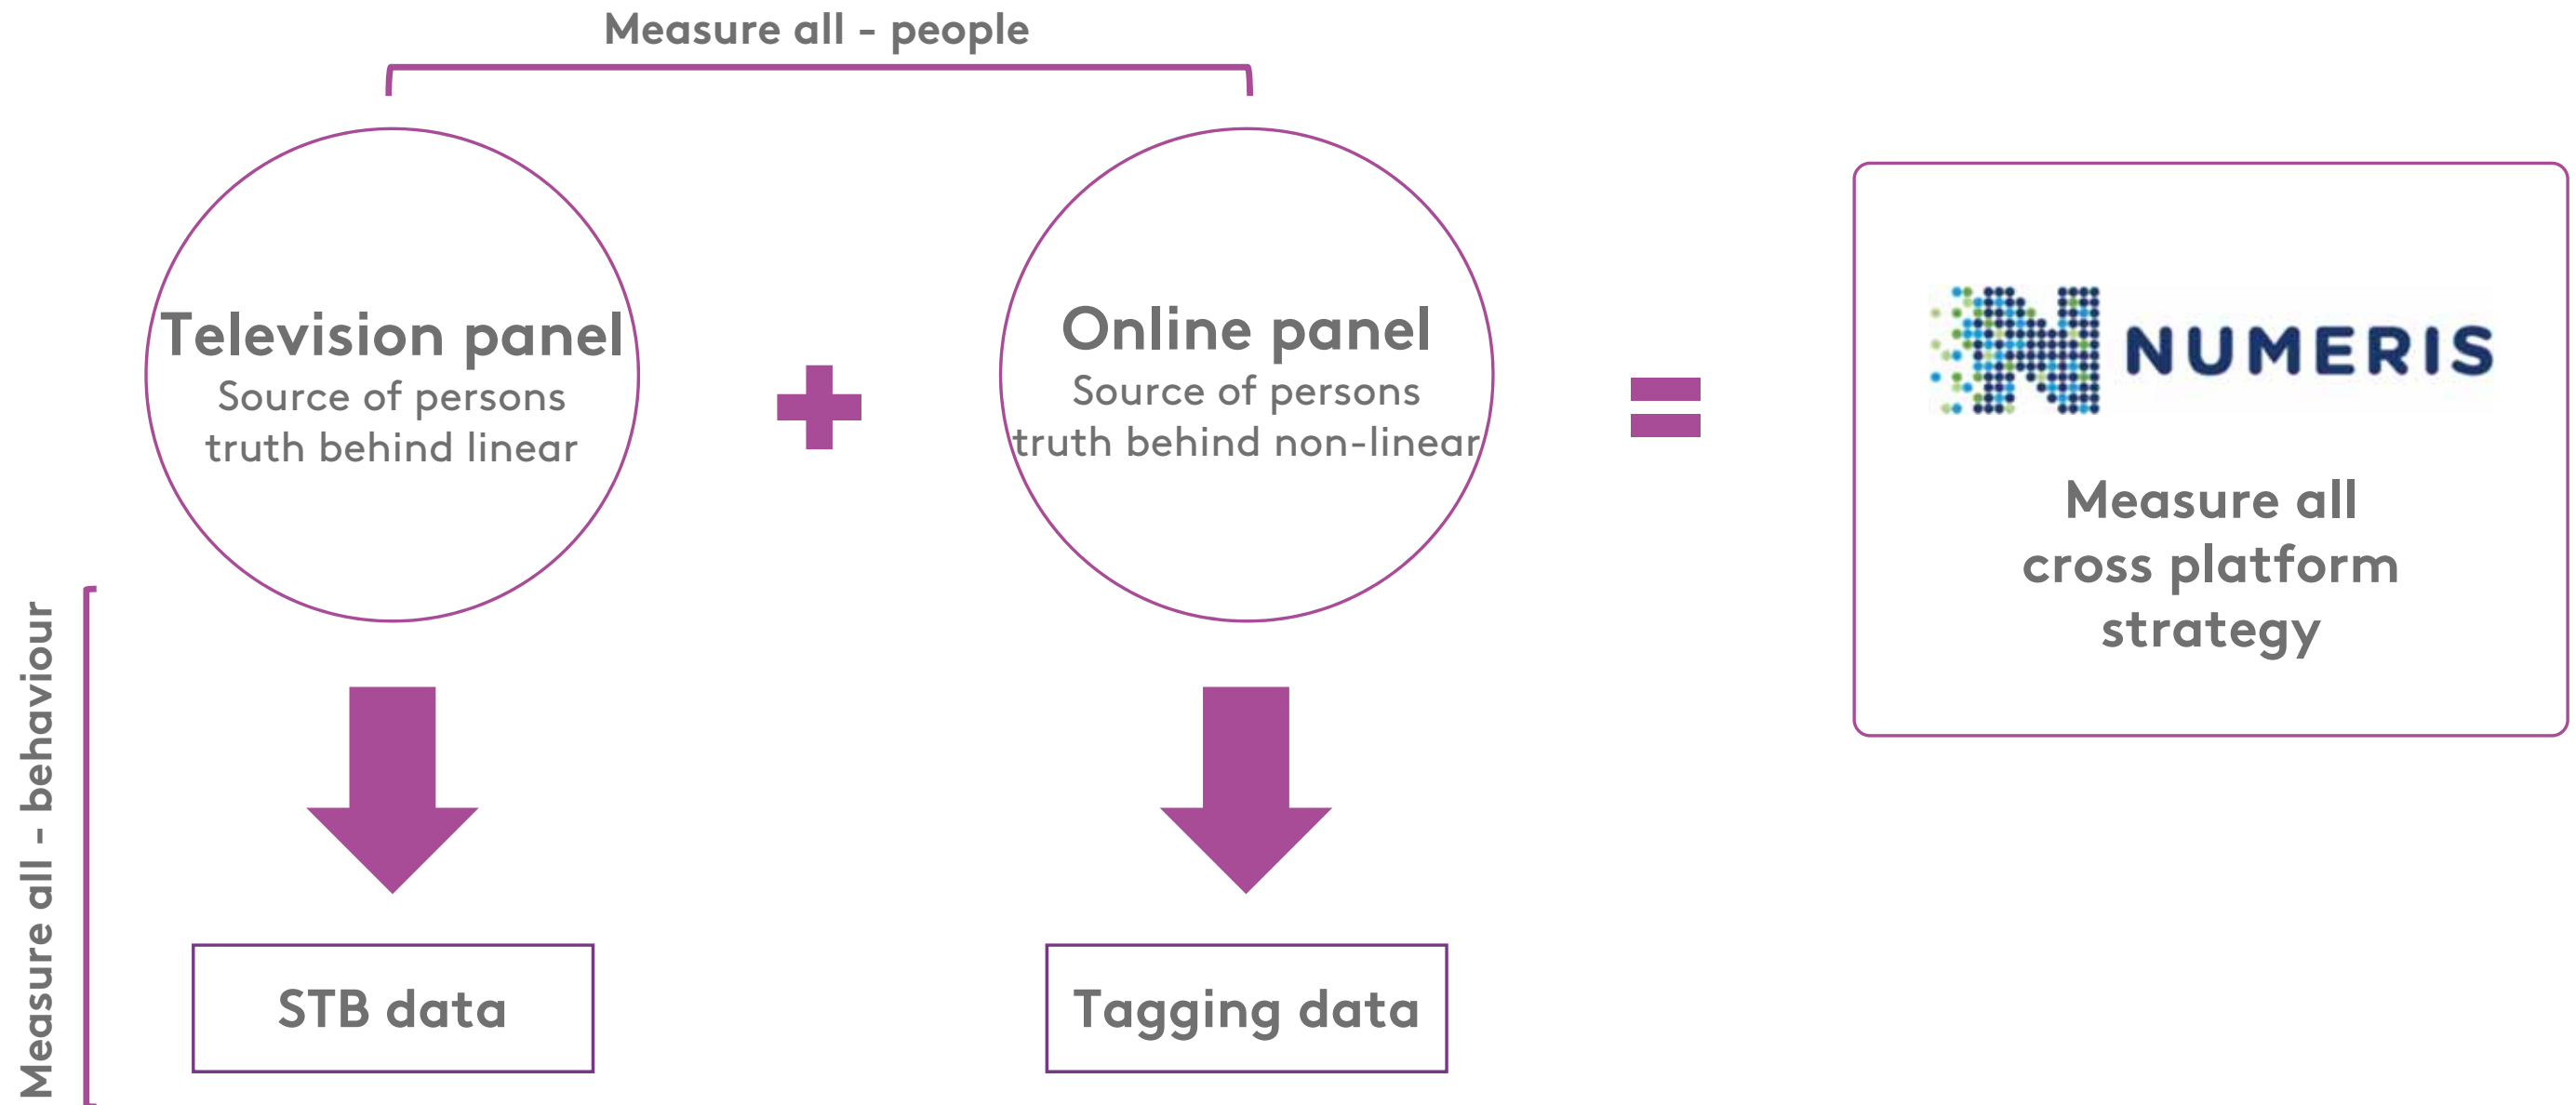 Measure all - people
Television panel
Source of persons
truth behind linear
Online panel
Source of persons
truth behind non-linear
NUMERIS
Measure all
cross platform
strategy
Measure all - behaviour
STB data
Tagging data